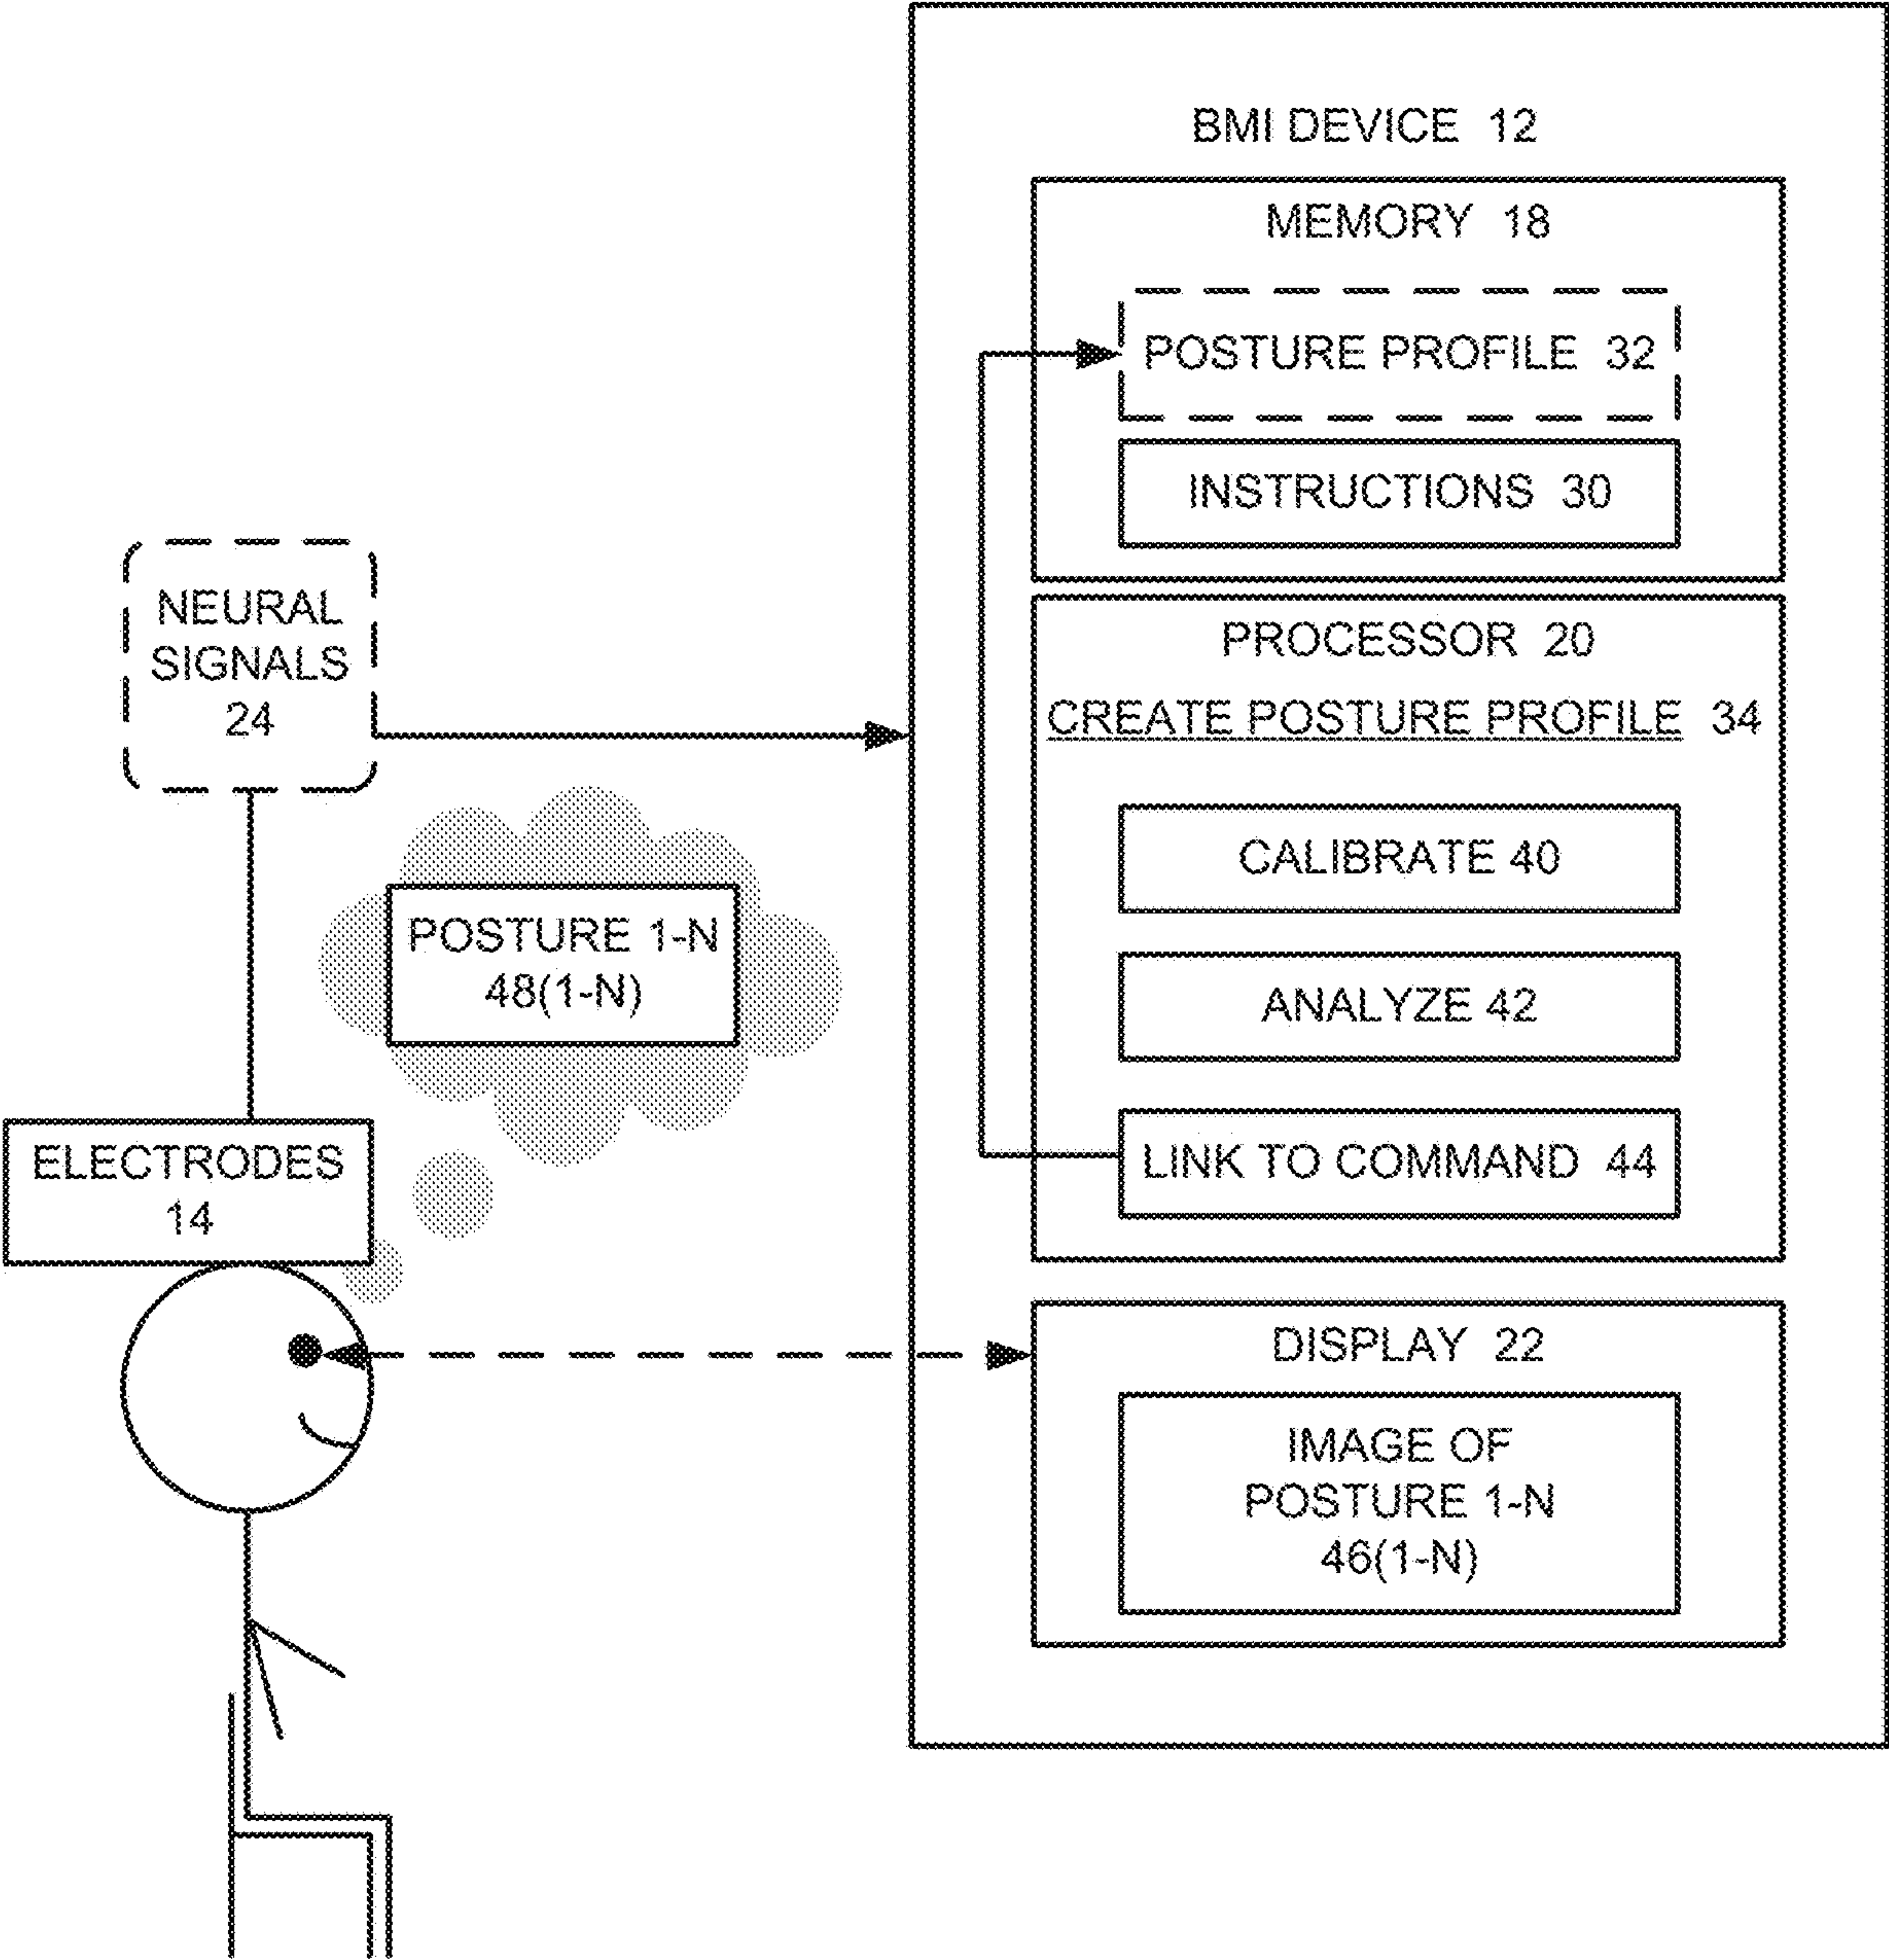 BMI DEVICE 12
MEMORY 18
POSTURE PROFILE 32
INSTRUCTIONS 30
NEURAL
SIGNALS
24
PROCESSOR 20
CREATE POSTURE PROFILE 34
CALIBRATE 40
POSTURE 1-N
48(1-N)
ANALYZE 42
LINK TO COMMAND 44
ELECTRODES
14
DISPLAY 22
IMAGE OF
POSTURE 1-N
46(1-N)